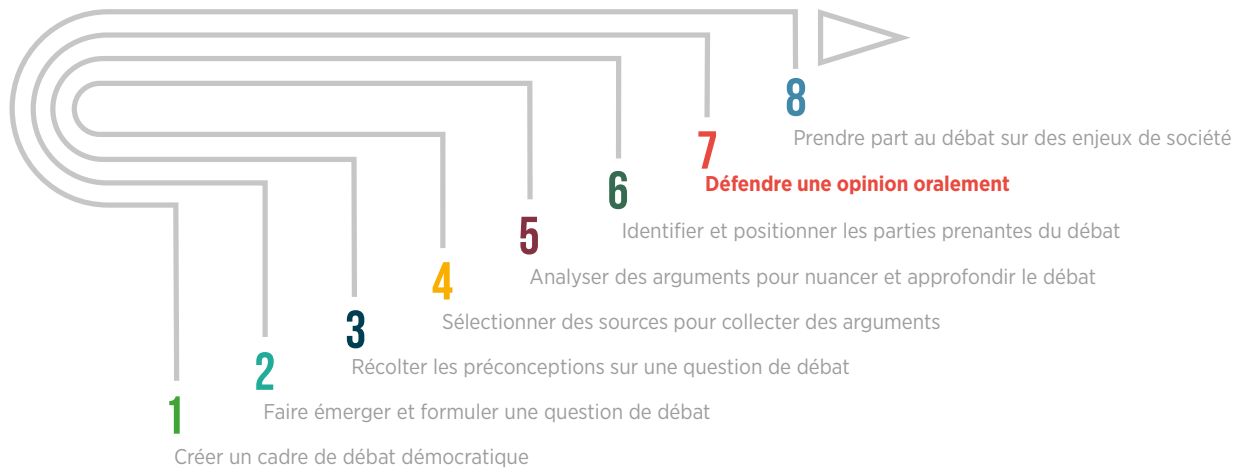 8
Prendre part au débat sur des enjeux de société
7
Défendre une opinion oralement
6
Identifier et positionner les parties prenantes du débat
5
Analyser des arguments pour nuancer et approfondir le débat
4
Sélectionner des sources pour collecter des arguments
3
Récolter les préconceptions sur une question de débat
2
Faire émerger et formuler une question de débat
1
Créer un cadre de débat démocratique